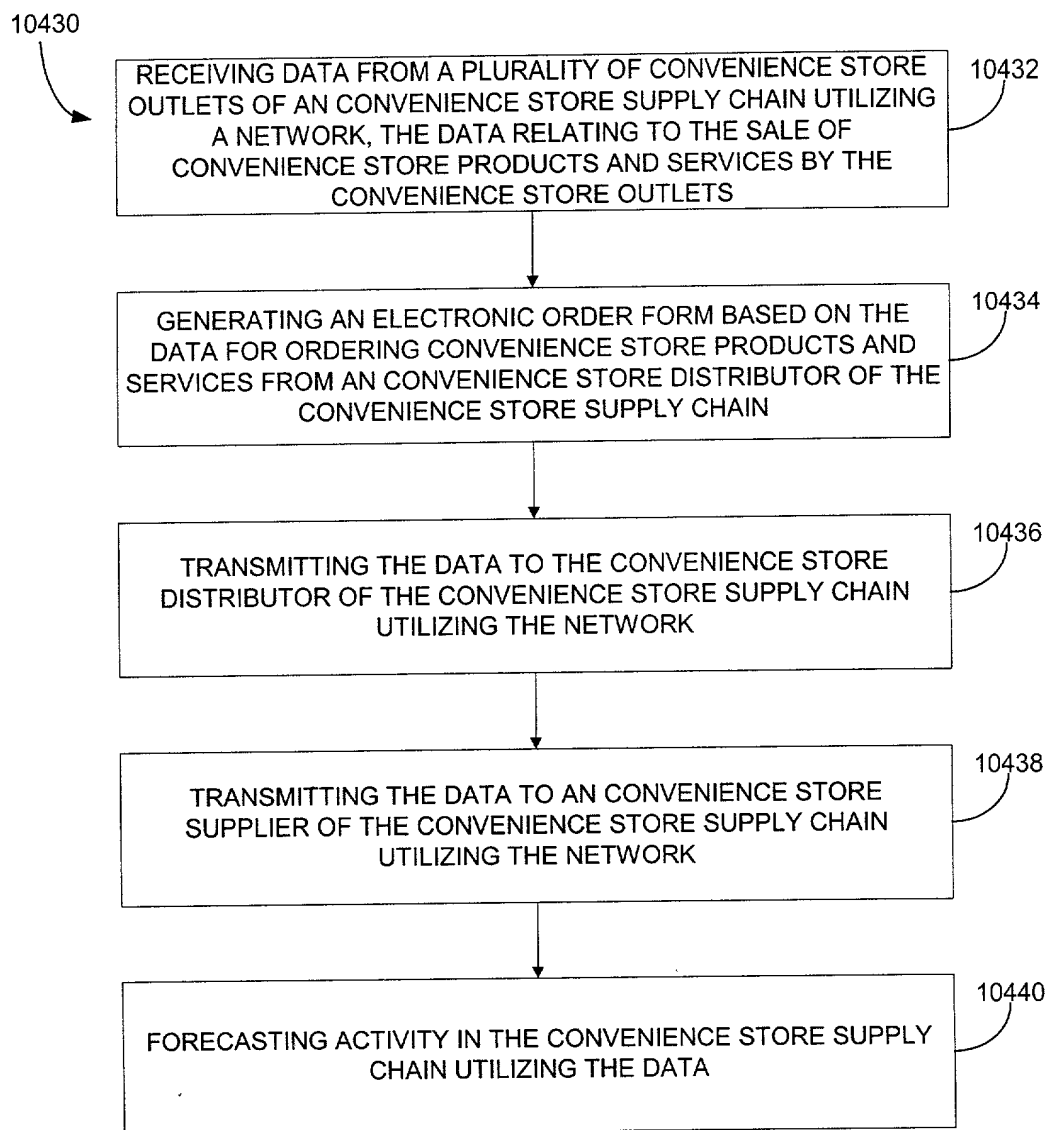 10430
RECEIVING DATA FROM A PLURALITY OF CONVENIENCE STORE
OUTLETS OF AN CONVENIENCE STORE SUPPLY CHAIN UTILIZING
A NETWORK, THE DATA RELATING TO THE SALE OF
CONVENIENCE STORE PRODUCTS AND SERVICES BY THE
CONVENIENCE STORE OUTLETS
10432
GENERATING AN ELECTRONIC ORDER FORM BASED ON THE
DATA FOR ORDERING CONVENIENCE STORE PRODUCTS AND
SERVICES FROM AN CONVENIENCE STORE DISTRIBUTOR OF THE
CONVENIENCE STORE SUPPLY CHAIN
10434
TRANSMITTING THE DATA TO THE CONVENIENCE STORE
DISTRIBUTOR OF THE CONVENIENCE STORE SUPPLY CHAIN
UTILIZING THE NETWORK
10436
TRANSMITTING THE DATA TO AN CONVENIENCE STORE
SUPPLIER OF THE CONVENIENCE STORE SUPPLY CHAIN
UTILIZING THE NETWORK
10438
FORECASTING ACTIVITY IN THE CONVENIENCE STORE SUPPLY
CHAIN UTILIZING THE DATA
10440